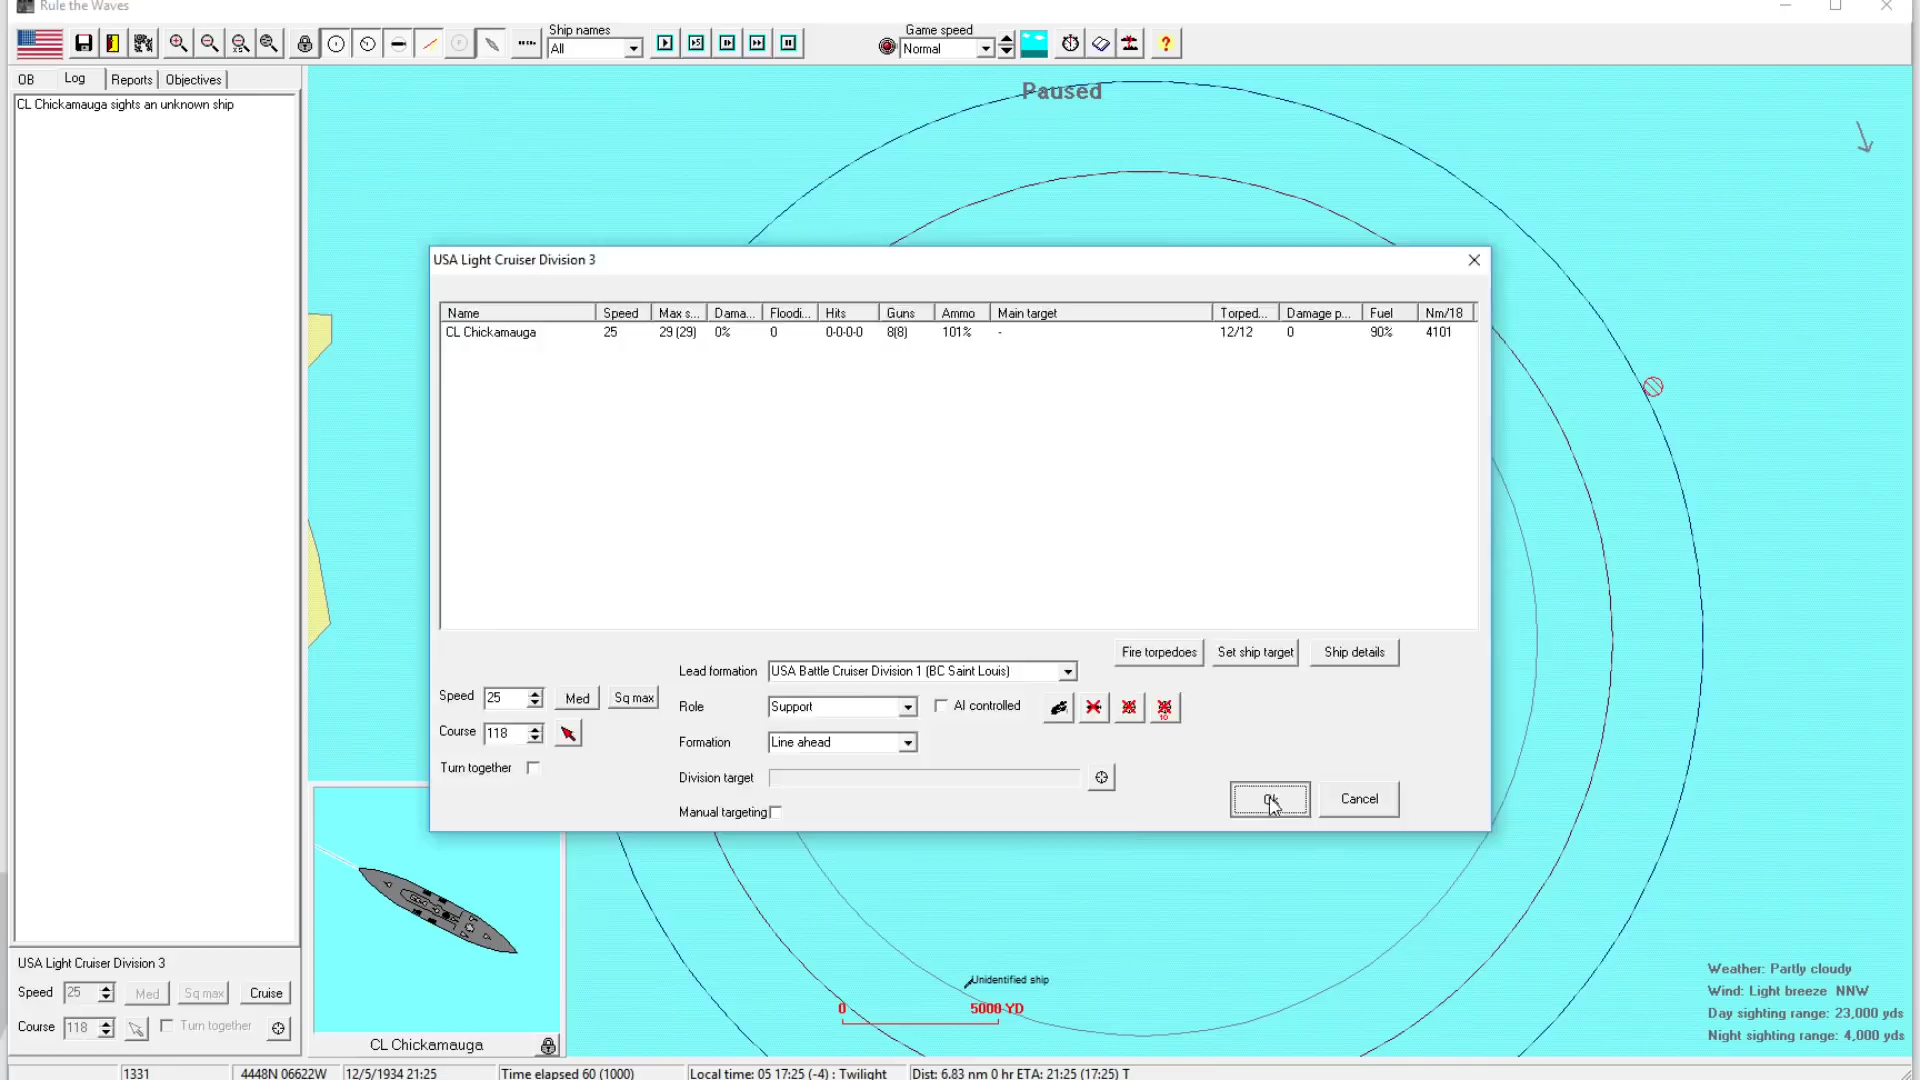 Rule the Waves
Ship names
All
Game speed
Normal
OB
Log
Reports
Objectives
CL Chickamauga sights an unknown ship
Paused
USA Light Cruiser Division 3
Name Speed Max s... Dama... Floodi... Hits Guns Ammo Main target Torped... Damage p... Fuel Nm/18
CL Chickamauga 25 29 (29) 0% 0 0-0-0-0 8(8) 101% - 12/12 0 90% 4101
Fire torpedoes
Set ship target
Ship details
Lead formation USA Battle Cruiser Division 1 (BC Saint Louis)
Speed 25 Med Sq max
Role Support AI controlled
10
Course 118
Formation Line ahead
Turn together
Division target
Manual targeting
Ok
Cancel
Unidentified ship
0 5000 YD
Weather: Partly cloudy
Wind: Light breeze NNW
Day sighting range: 23,000 yds
Night sighting range: 4,000 yds
USA Light Cruiser Division 3
Speed 25 Med Sq max Cruise
Course 118 Turn together
CL Chickamauga
1331 4448N 06622W 12/5/1934 21:25 Time elapsed 60 (1000) Local time: 05 17:25 (-4) : Twilight Dist: 6.83 nm 0 hr ETA: 21:25 (17:25) T